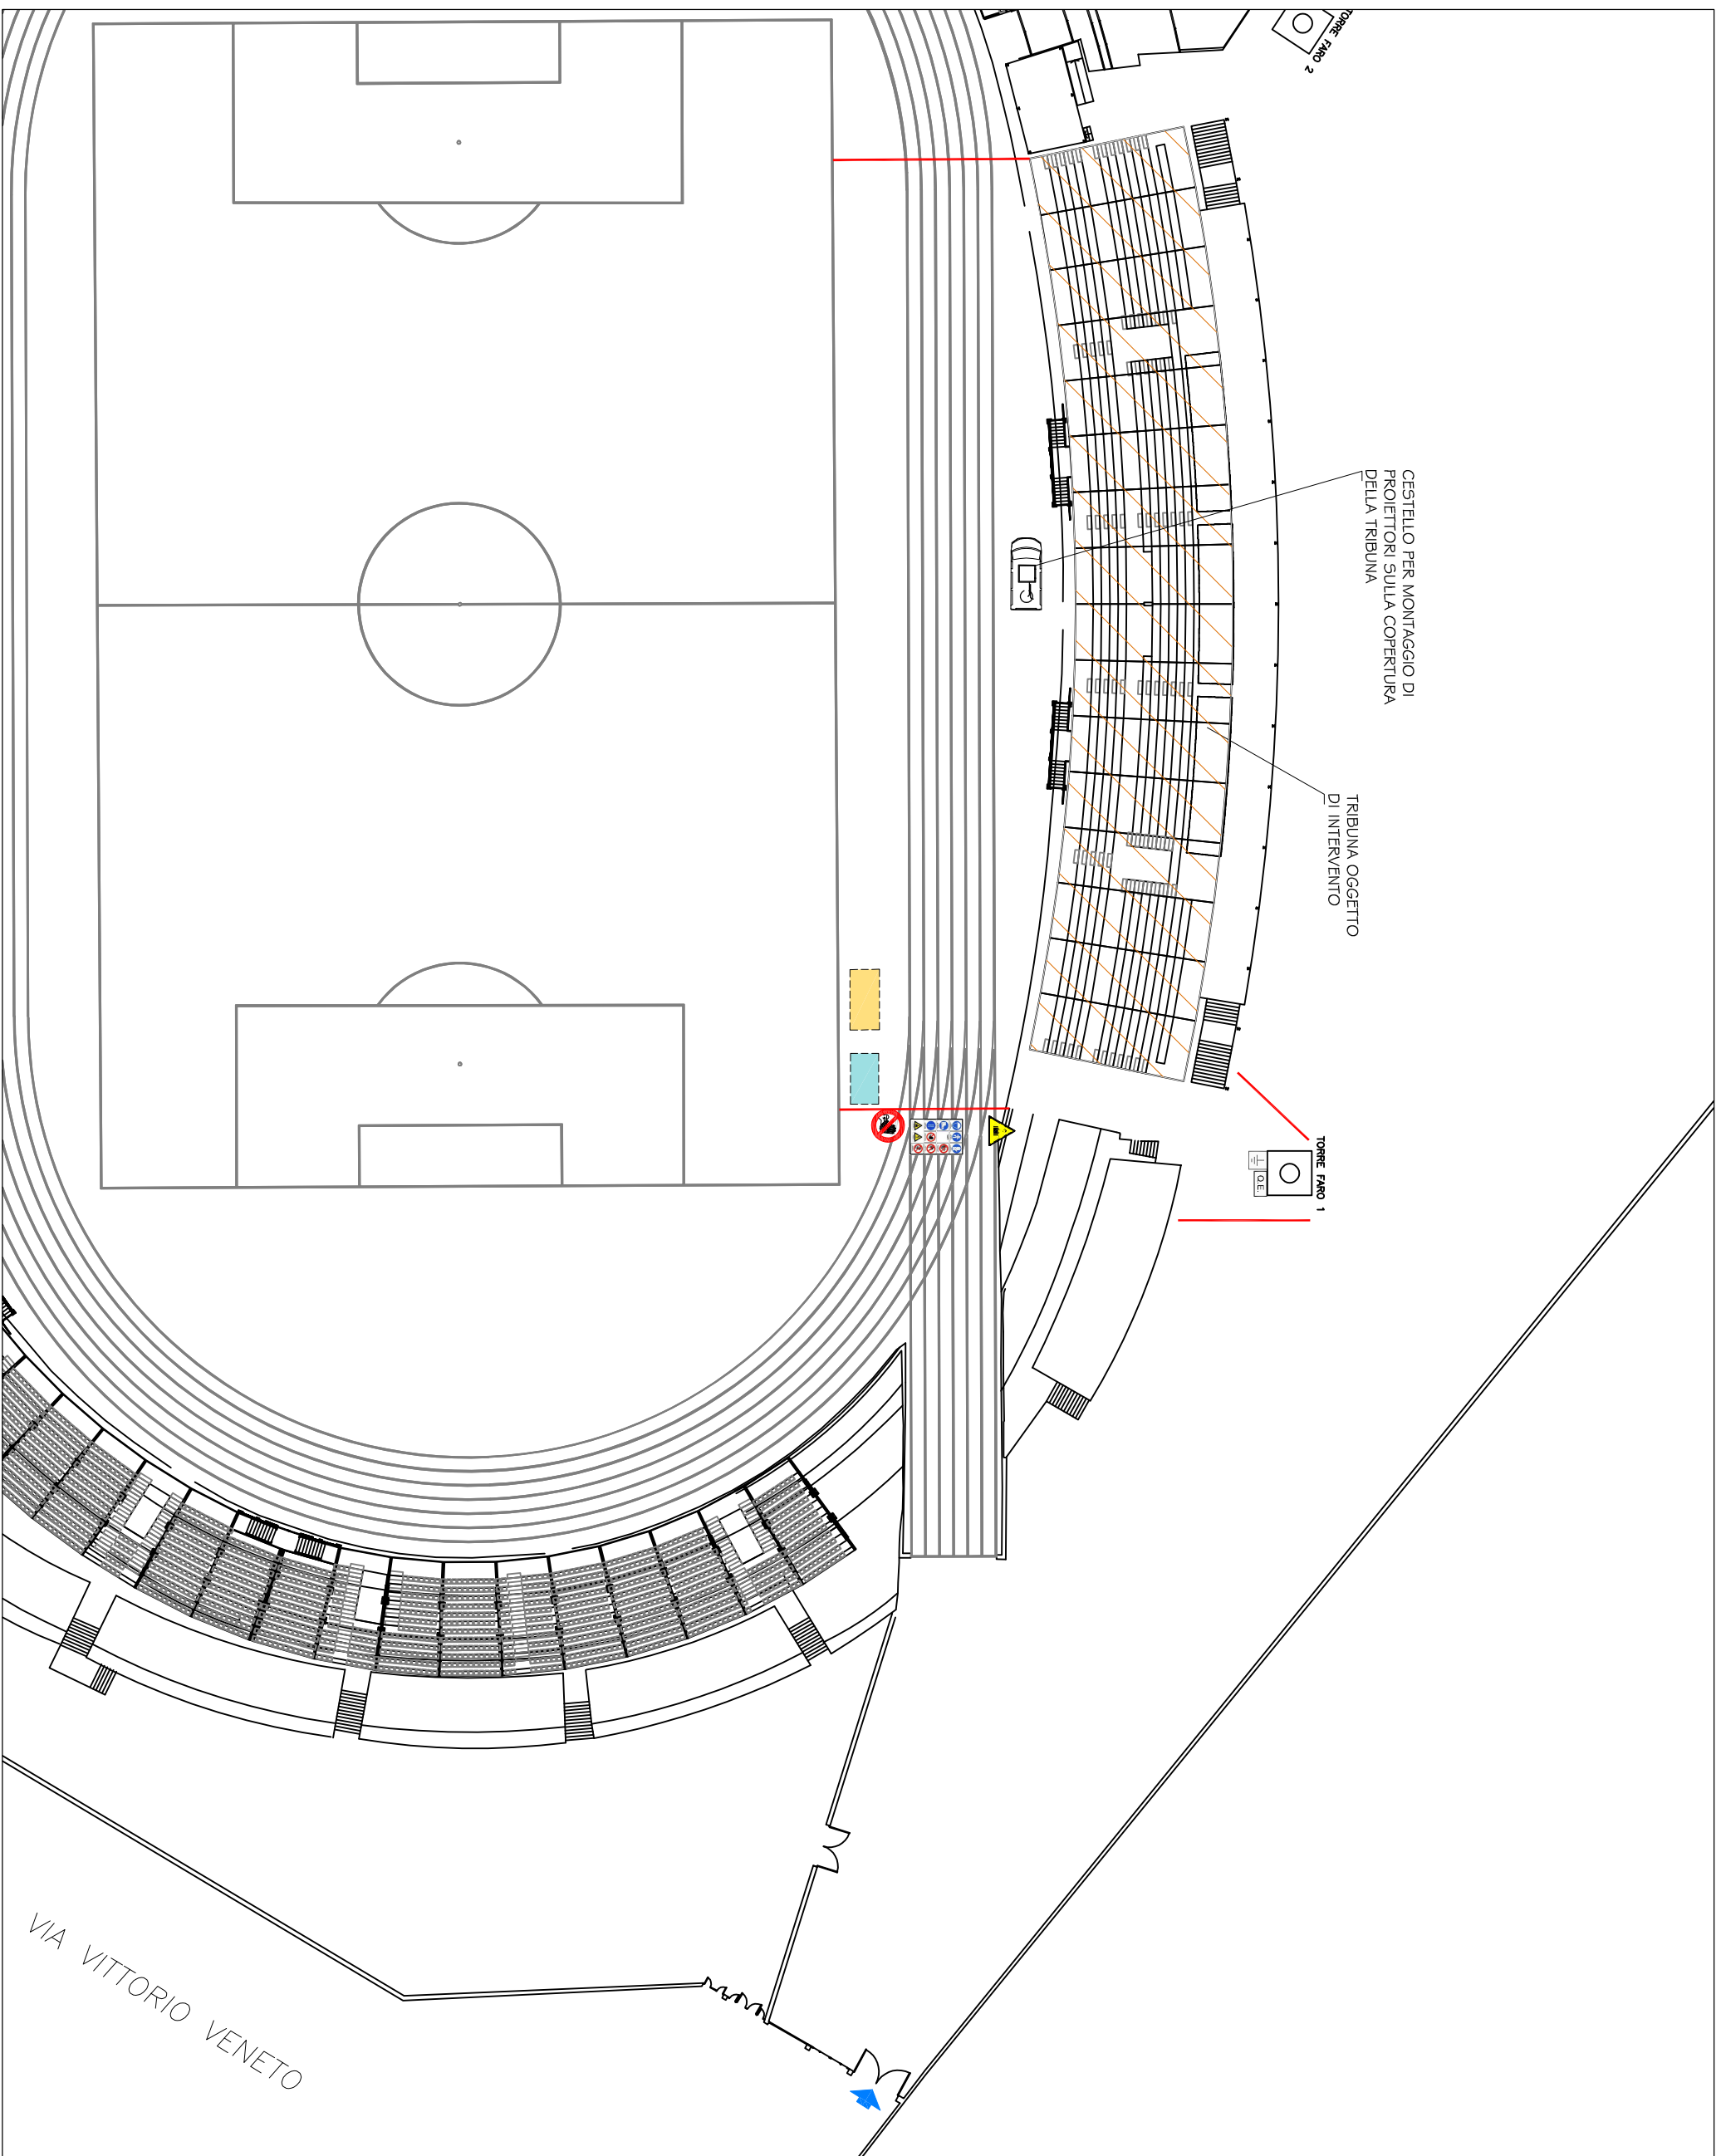 TORRE FARO 2
CESTELLO PER MONTAGGIO DI
PROIETTORI SULLA COPERTURA
DELLA TRIBUNA
TRIBUNA OGGETTO
DI INTERVENTO
TORRE FARO 1
Q.E.
VIA VITTORIO VENETO